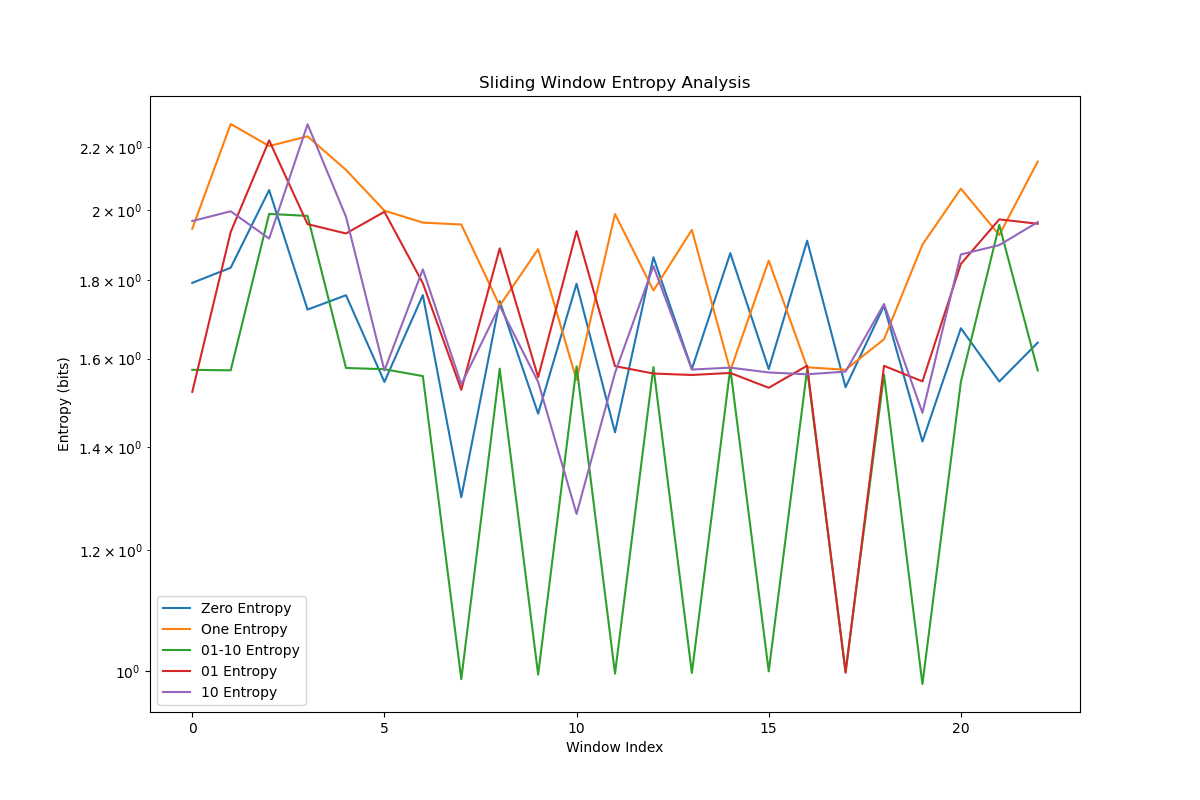 Sliding Window Entropy Analysis
Entropy (bits)
2.2 × 10⁰
2 × 10⁰
1.8 × 10⁰
1.6 × 10⁰
1.4 × 10⁰
1.2 × 10⁰
10⁰
Zero Entropy
One Entropy
01-10 Entropy
01 Entropy
10 Entropy
0 5 10 15 20
Window Index